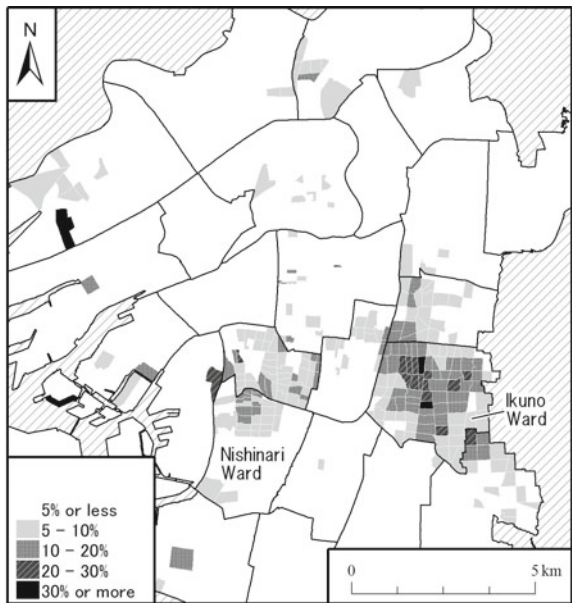 N
Ikuno
Ward
Nishinari
Ward
5% or less
5 – 10%
10 – 20%
20 – 30%
30% or more
0 5 km